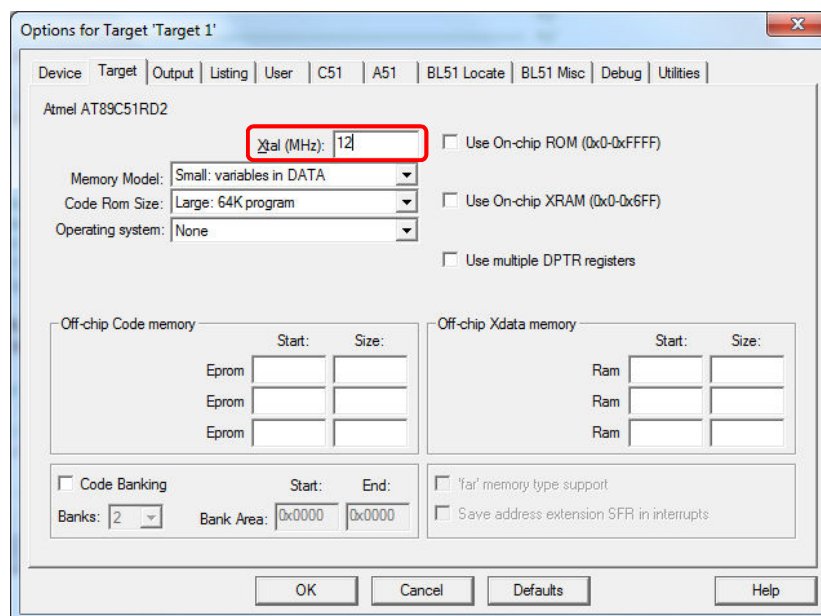 Options for Target 'Target 1'
Device Target Output Listing User C51 A51 BL51 Locate BL51 Misc Debug Utilities
Atmel AT89C51RD2
Xtal (MHz): 12 Use On-chip ROM (0x0-0xFFFF)
Memory Model: Small: variables in DATA
Code Rom Size: Large: 64K program Use On-chip XRAM (0x0-0x6FF)
Operating system: None
Use multiple DPTR registers
Off-chip Code memory Off-chip Xdata memory
Start: Size: Start: Size:
Eprom Ram
Eprom Ram
Eprom Ram
Code Banking Start: End: 'far' memory type support
Banks: 2 Bank Area: 0x0000 0x0000 Save address extension SFR in interrupts
OK Cancel Defaults Help